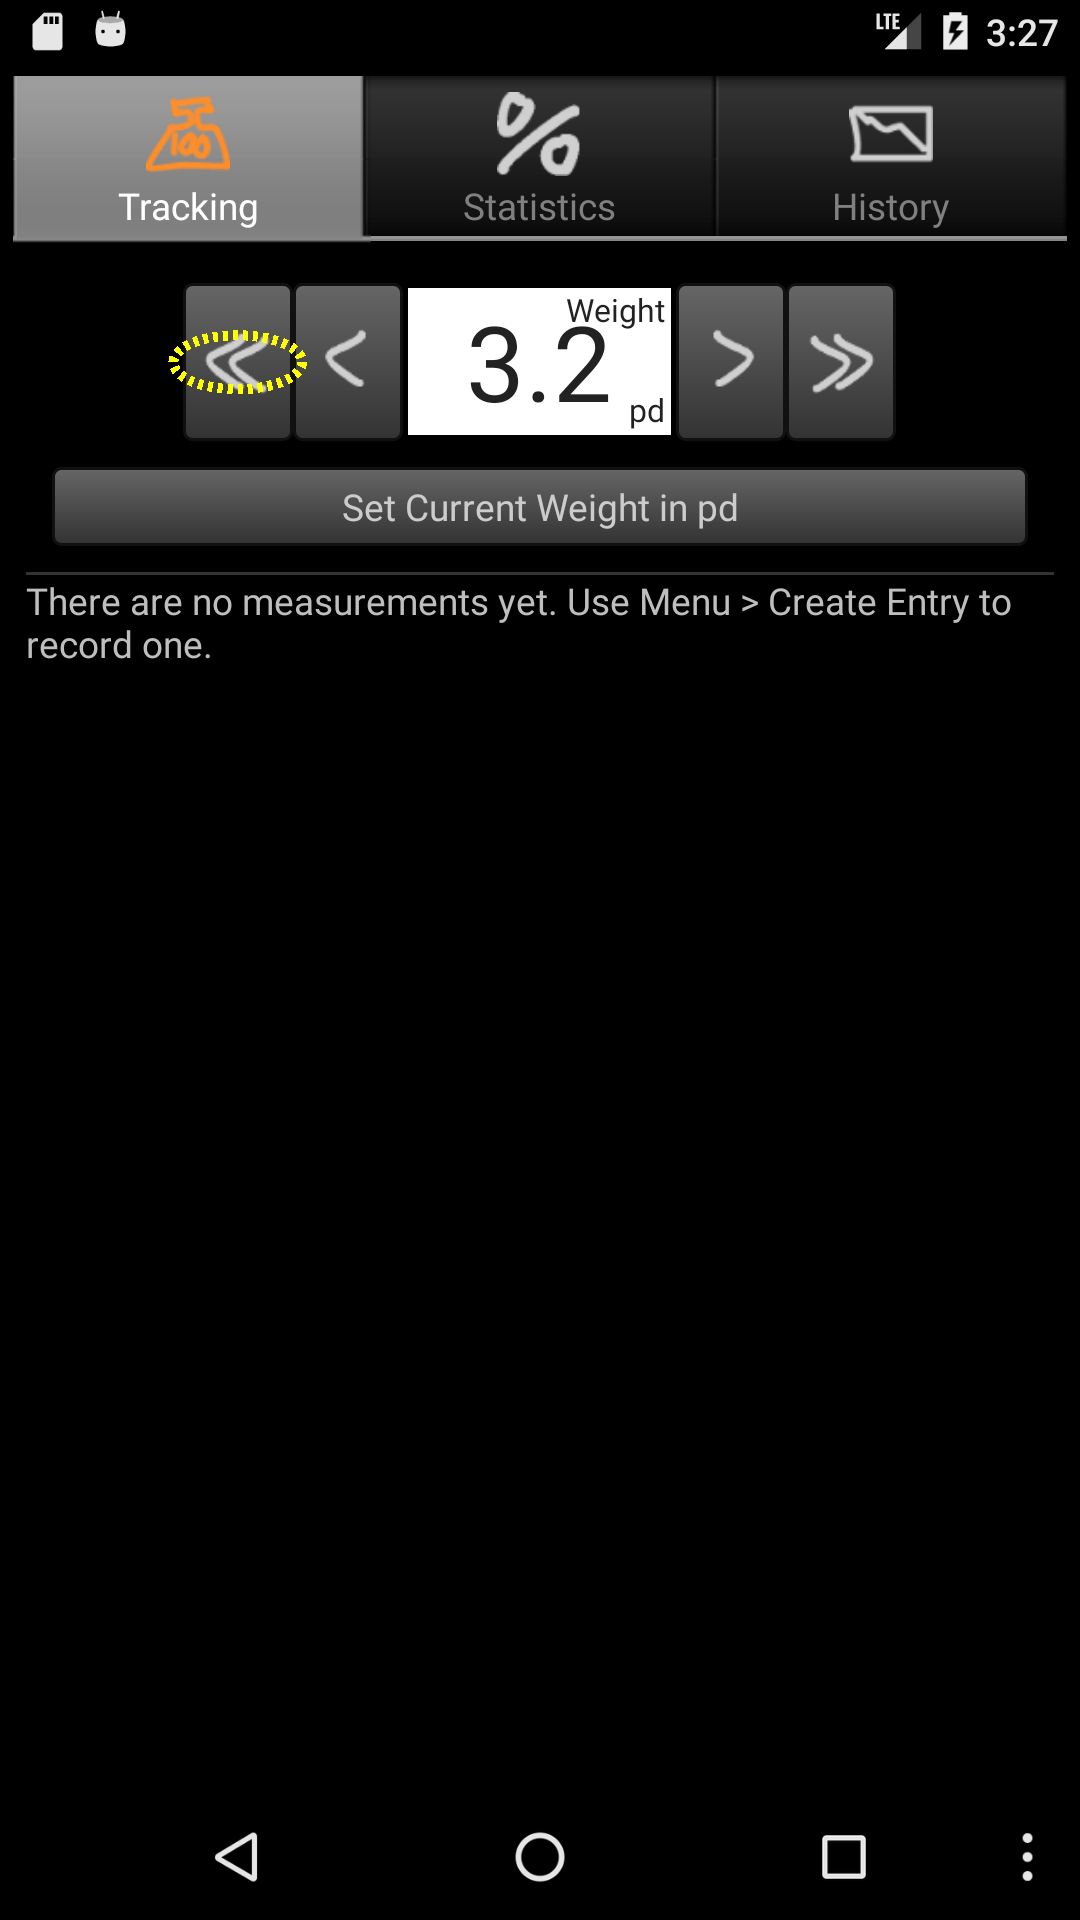 LTE 3:27
100
Tracking
Statistics
History
Weight
3.2
pd
Set Current Weight in pd
There are no measurements yet. Use Menu > Create Entry to
record one.